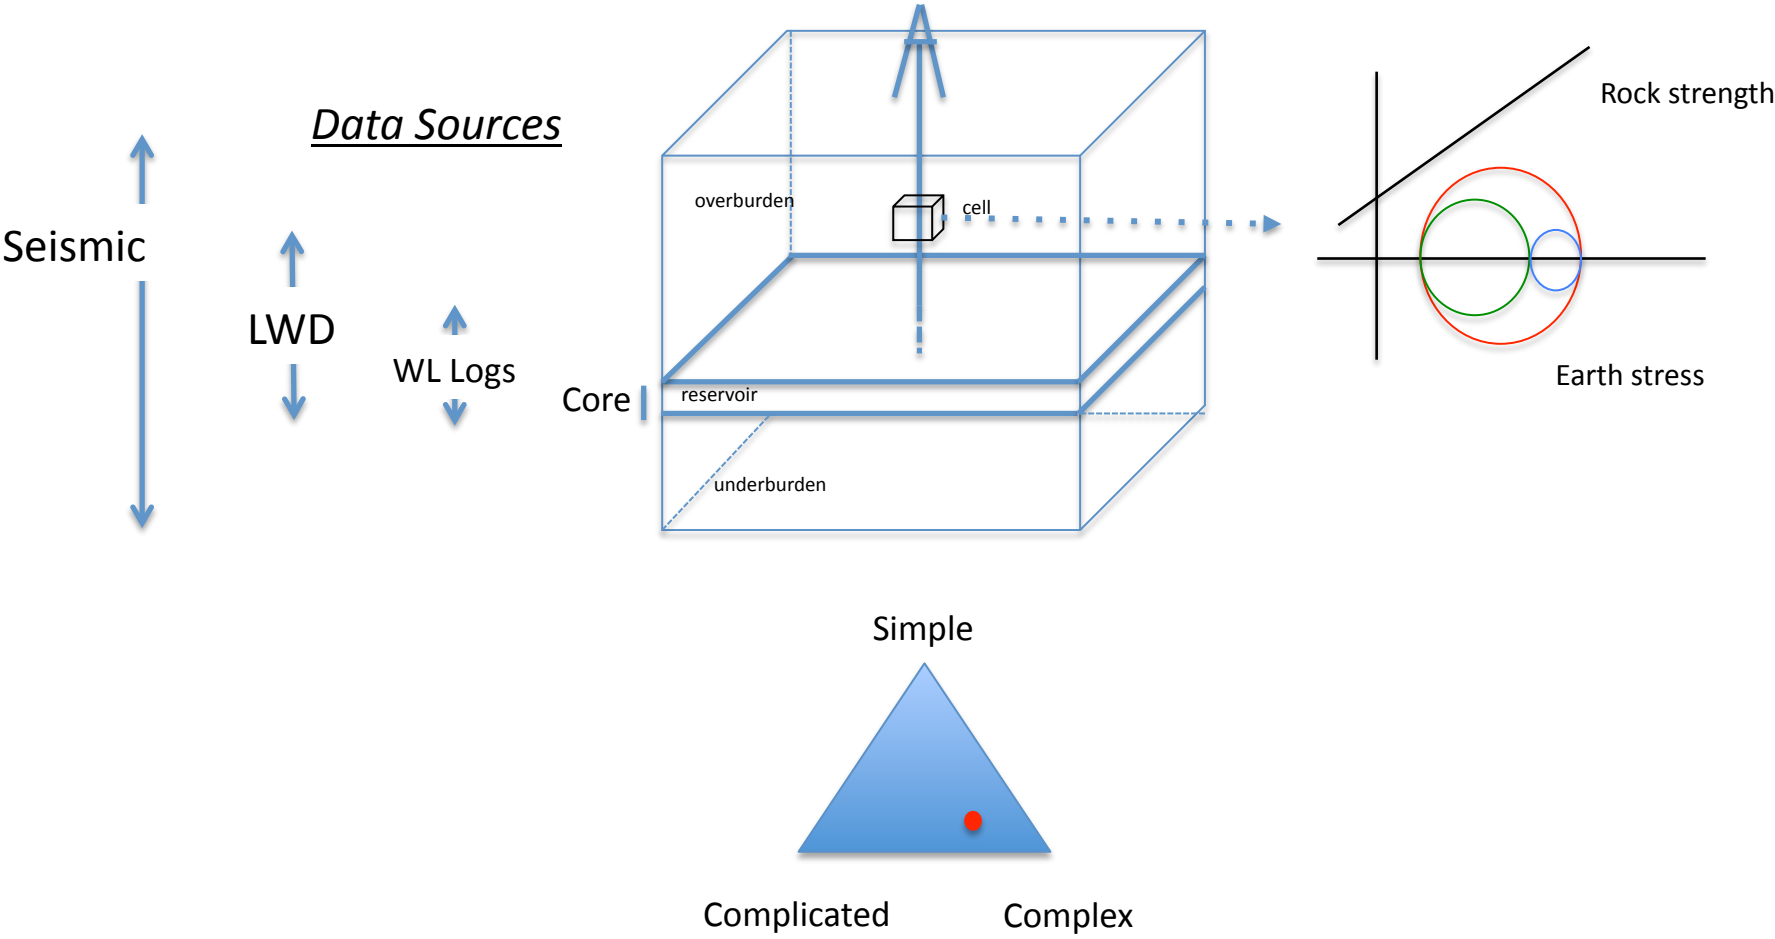 Data Sources
Seismic
LWD
WL Logs
Core
overburden
cell
reservoir
underburden
Rock strength
Earth stress
Simple
Complicated
Complex